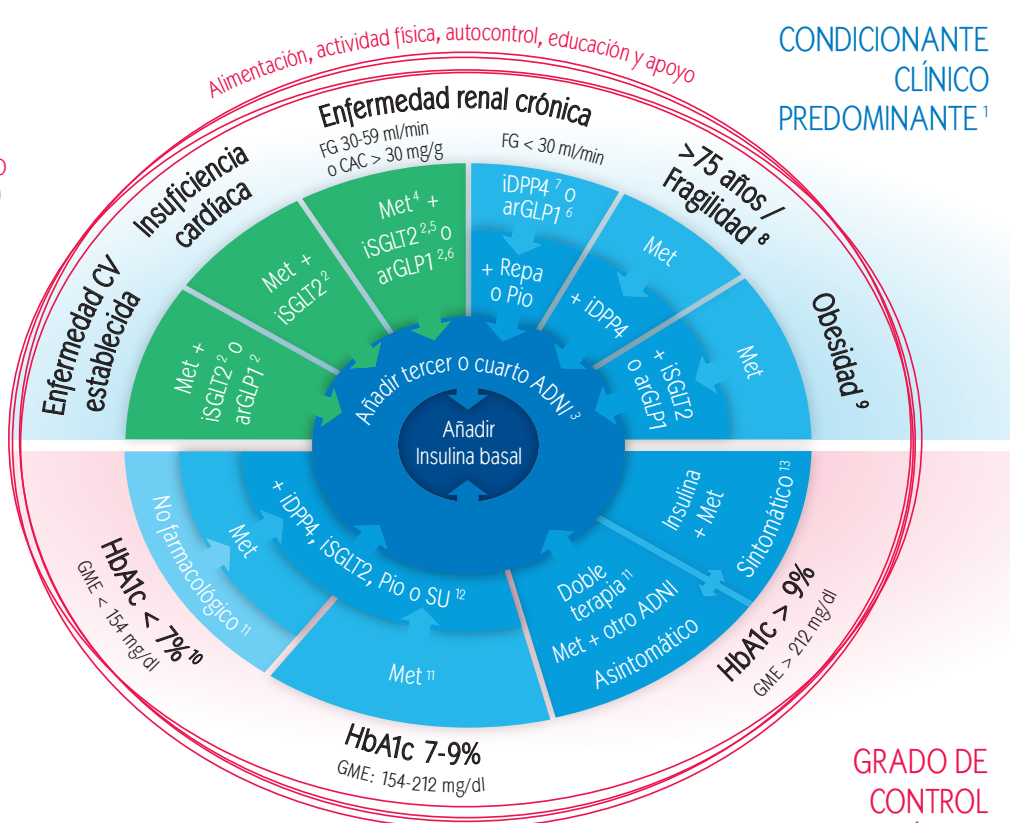 Alimentación, actividad física, autocontrol, educación y apoyo
CONDICIONANTE
CLÍNICO
PREDOMINANTE ¹
Enfermedad renal crónica
FG 30-59 ml/min
o CAC > 30 mg/g
FG < 30 ml/min
Insuficiencia
cardíaca
>75 años /
Fragilidad ⁸
Enfermedad CV
establecida
Obesidad ⁹
Met +
iSGLT2 ² o
arGLP1 ²
Met +
iSGLT2 ²
Met ⁴ +
iSGLT2 ²,⁵ o
arGLP1 ²,⁶
iDPP4 ⁷ o
arGLP1 ⁶
+ Repa
o Pio
Met
+ iDPP4
Met
+ iSGLT2
o arGLP1
Añadir tercer o cuarto ADNI ³
Añadir
Insulina basal
No farmacológico ¹¹
Met
+ iDPP4, iSGLT2, Pio o SU ¹²
Met ¹¹
Doble
terapia ¹¹
Met + otro ADNI
Asintomático
Insulina
+ Met
Sintomático ¹³
HbA1c < 7% ¹⁰
GME < 154 mg/dl
HbA1c 7-9%
GME: 154-212 mg/dl
HbA1c > 9%
GME > 212 mg/dl
GRADO DE
CONTROL